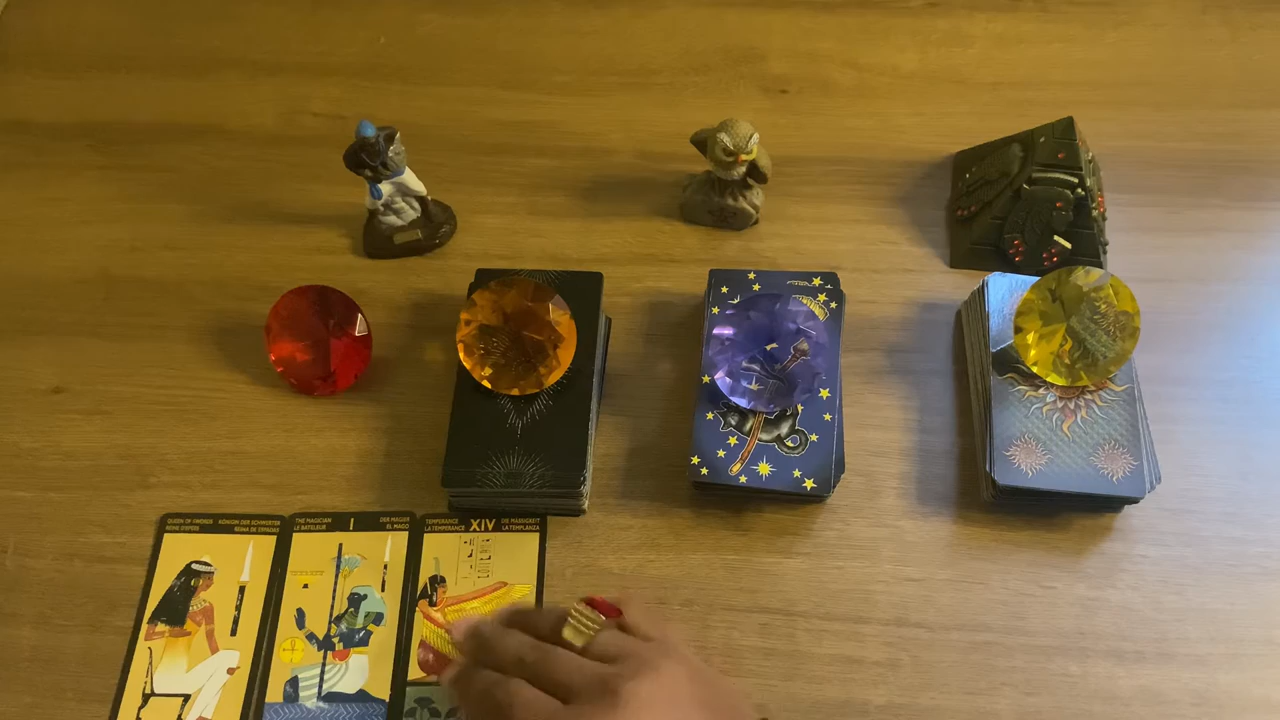 QUEEN OF SWORDS KÖNIGIN DER SCHWERTER
REINE D'EPEES REINA DE ESPADAS
THE MAGICIAN I DER MAGIER
LE BATELEUR EL MAGO
TEMPERANCE XIV DIE MÄSSIGKEIT
LA TEMPERANCE LA TEMPLANZA